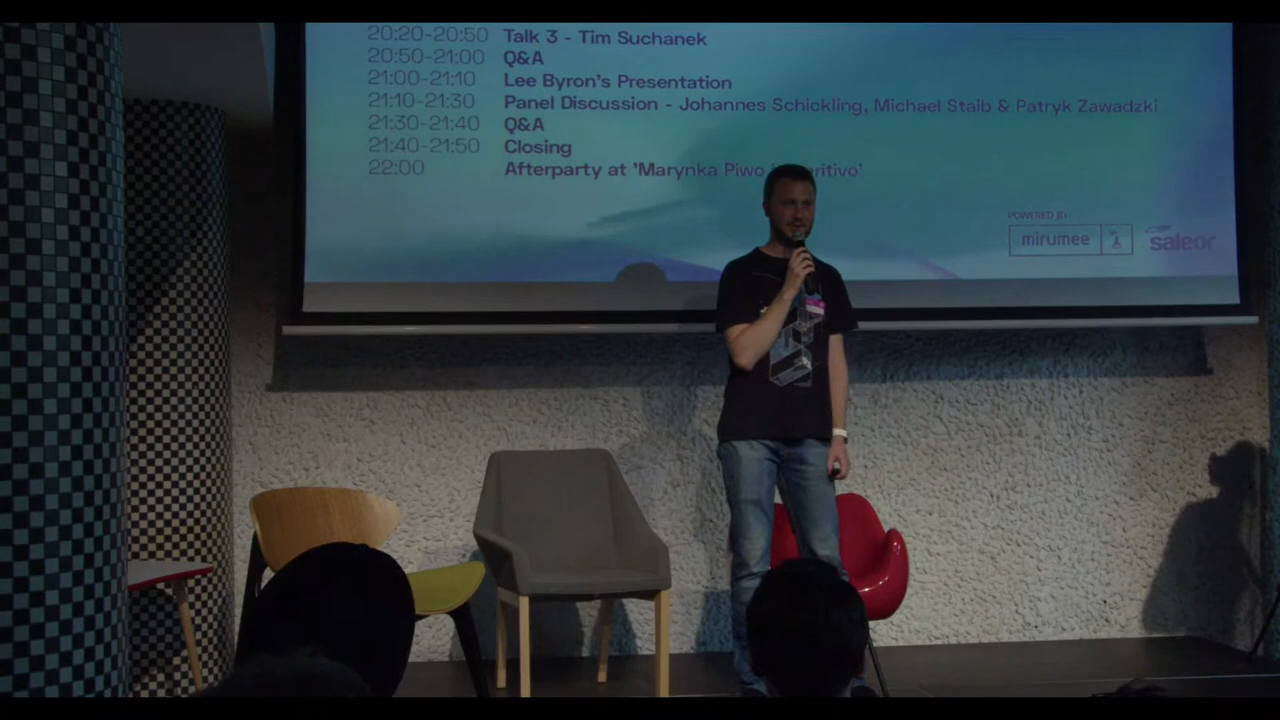 20:20-20:50 Talk 3 - Tim Suchanek
20:50-21:00 Q&A
21:00-21:10 Lee Byron's Presentation
21:10-21:30 Panel Discussion - Johannes Schickling, Michael Staib & Patryk Zawadzki
21:30-21:40 Q&A
21:40-21:50 Closing
22:00 Afterparty at 'Marynka Piwo
POWERED BY
mirumee
saleor